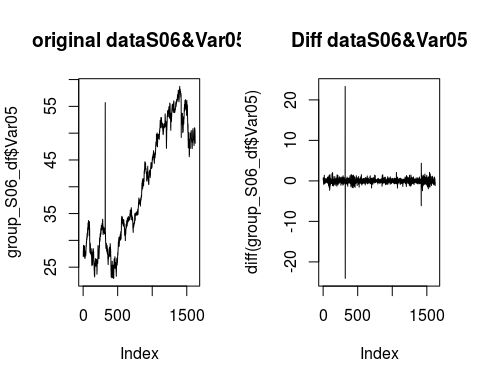 original dataS06&Var05
Diff dataS06&Var05
group_S06_df$Var05
25 35 45 55
0 500 1500
Index
diff(group_S06_df$Var05)
-20 -10 0 10 20
0 500 1500
Index